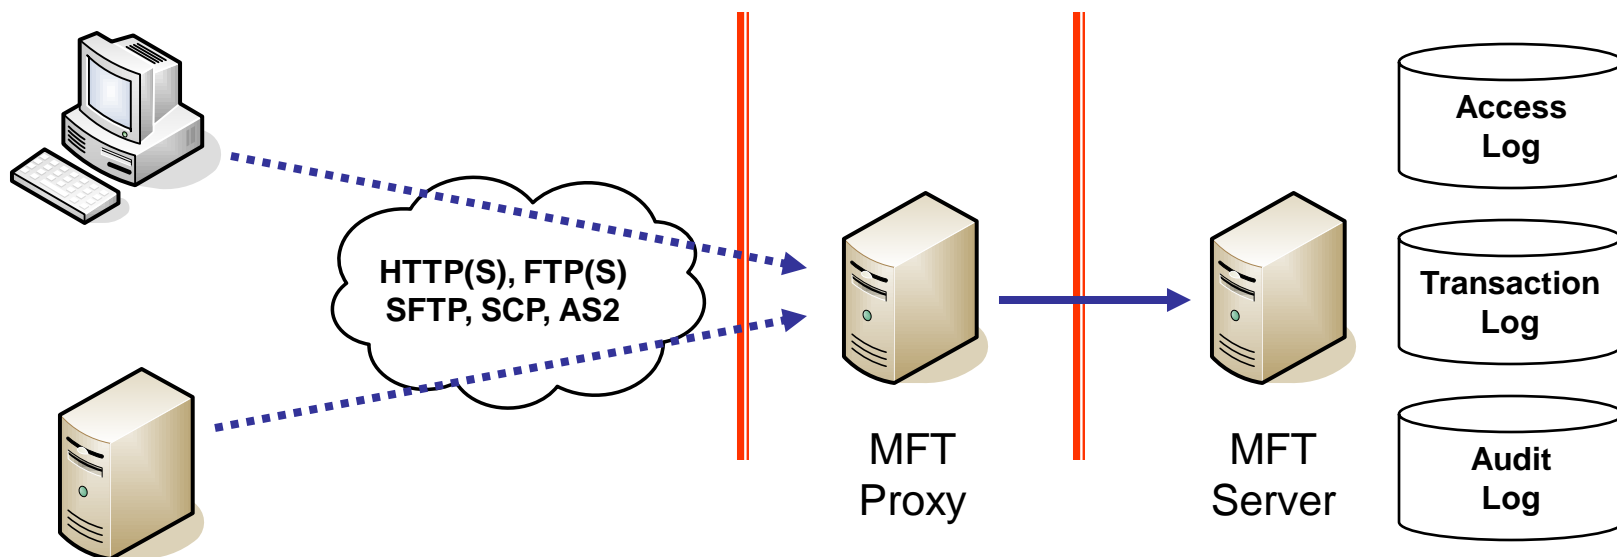 HTTP(S), FTP(S)
SFTP, SCP, AS2
MFT
Proxy
MFT
Server
Access
Log
Transaction
Log
Audit
Log